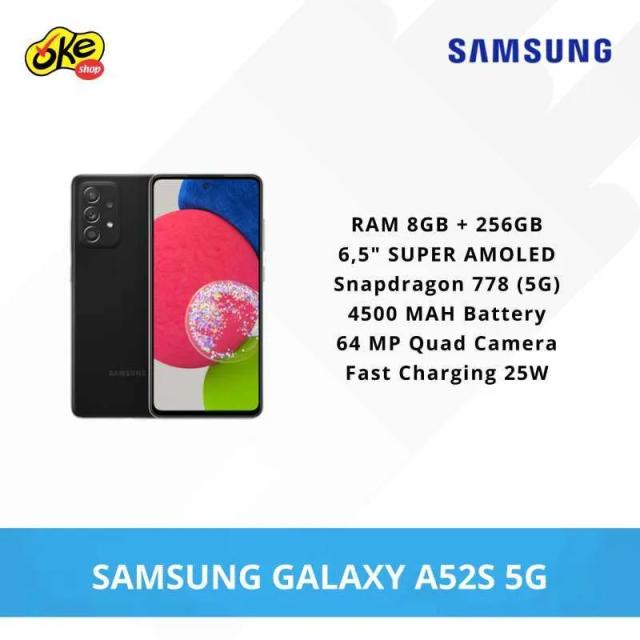 oke
shop
SAMSUNG
RAM 8GB + 256GB
6,5" SUPER AMOLED
Snapdragon 778 (5G)
4500 MAH Battery
64 MP Quad Camera
Fast Charging 25W
SAMSUNG
SAMSUNG GALAXY A52S 5G